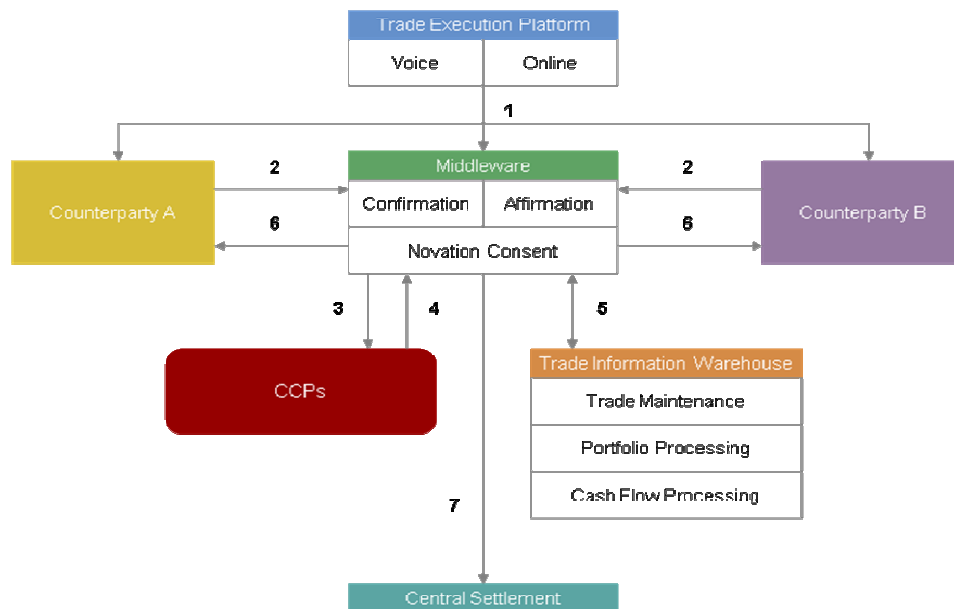 Trade Execution Platform
Voice
Online
1
Middleware
2
2
Counterparty A
Confirmation
Affirmation
Counterparty B
6
6
Novation Consent
3
4
5
Trade Information Warehouse
CCPs
Trade Maintenance
Portfolio Processing
Cash Flow Processing
7
Central Settlement